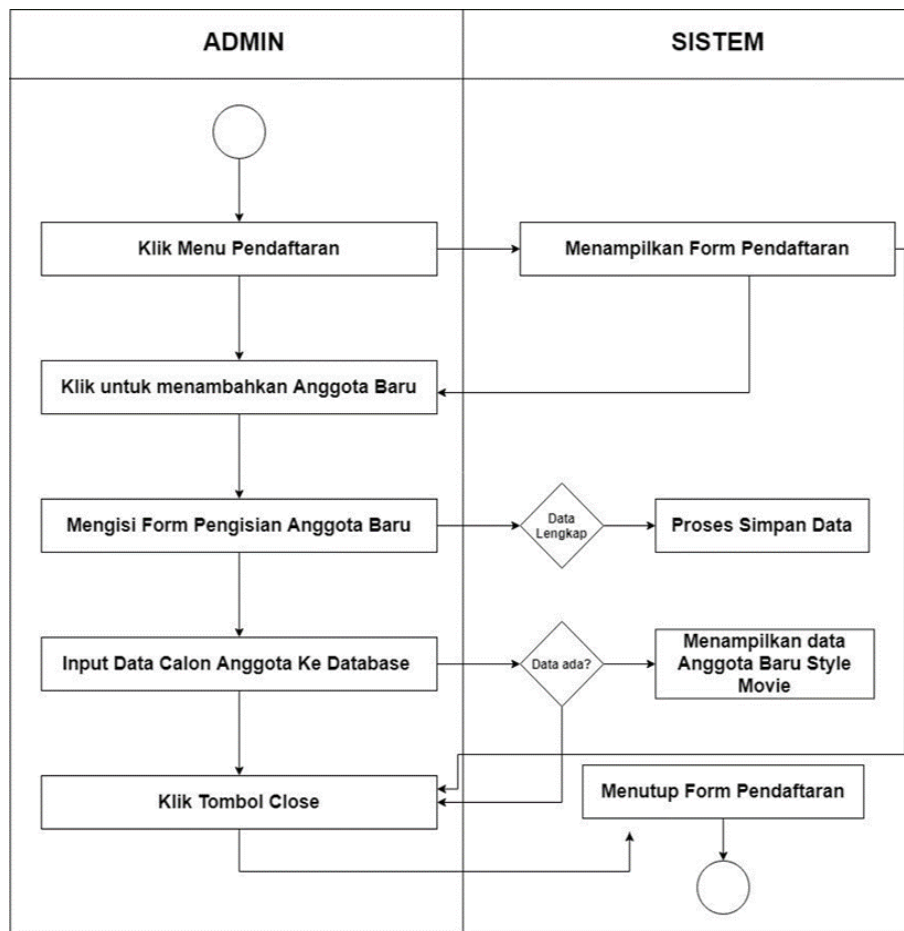 ADMIN
SISTEM
Klik Menu Pendaftaran
Menampilkan Form Pendaftaran
Klik untuk menambahkan Anggota Baru
Mengisi Form Pengisian Anggota Baru
Data
Lengkap
Proses Simpan Data
Input Data Calon Anggota Ke Database
Data ada?
Menampilkan data
Anggota Baru Style
Movie
Klik Tombol Close
Menutup Form Pendaftaran